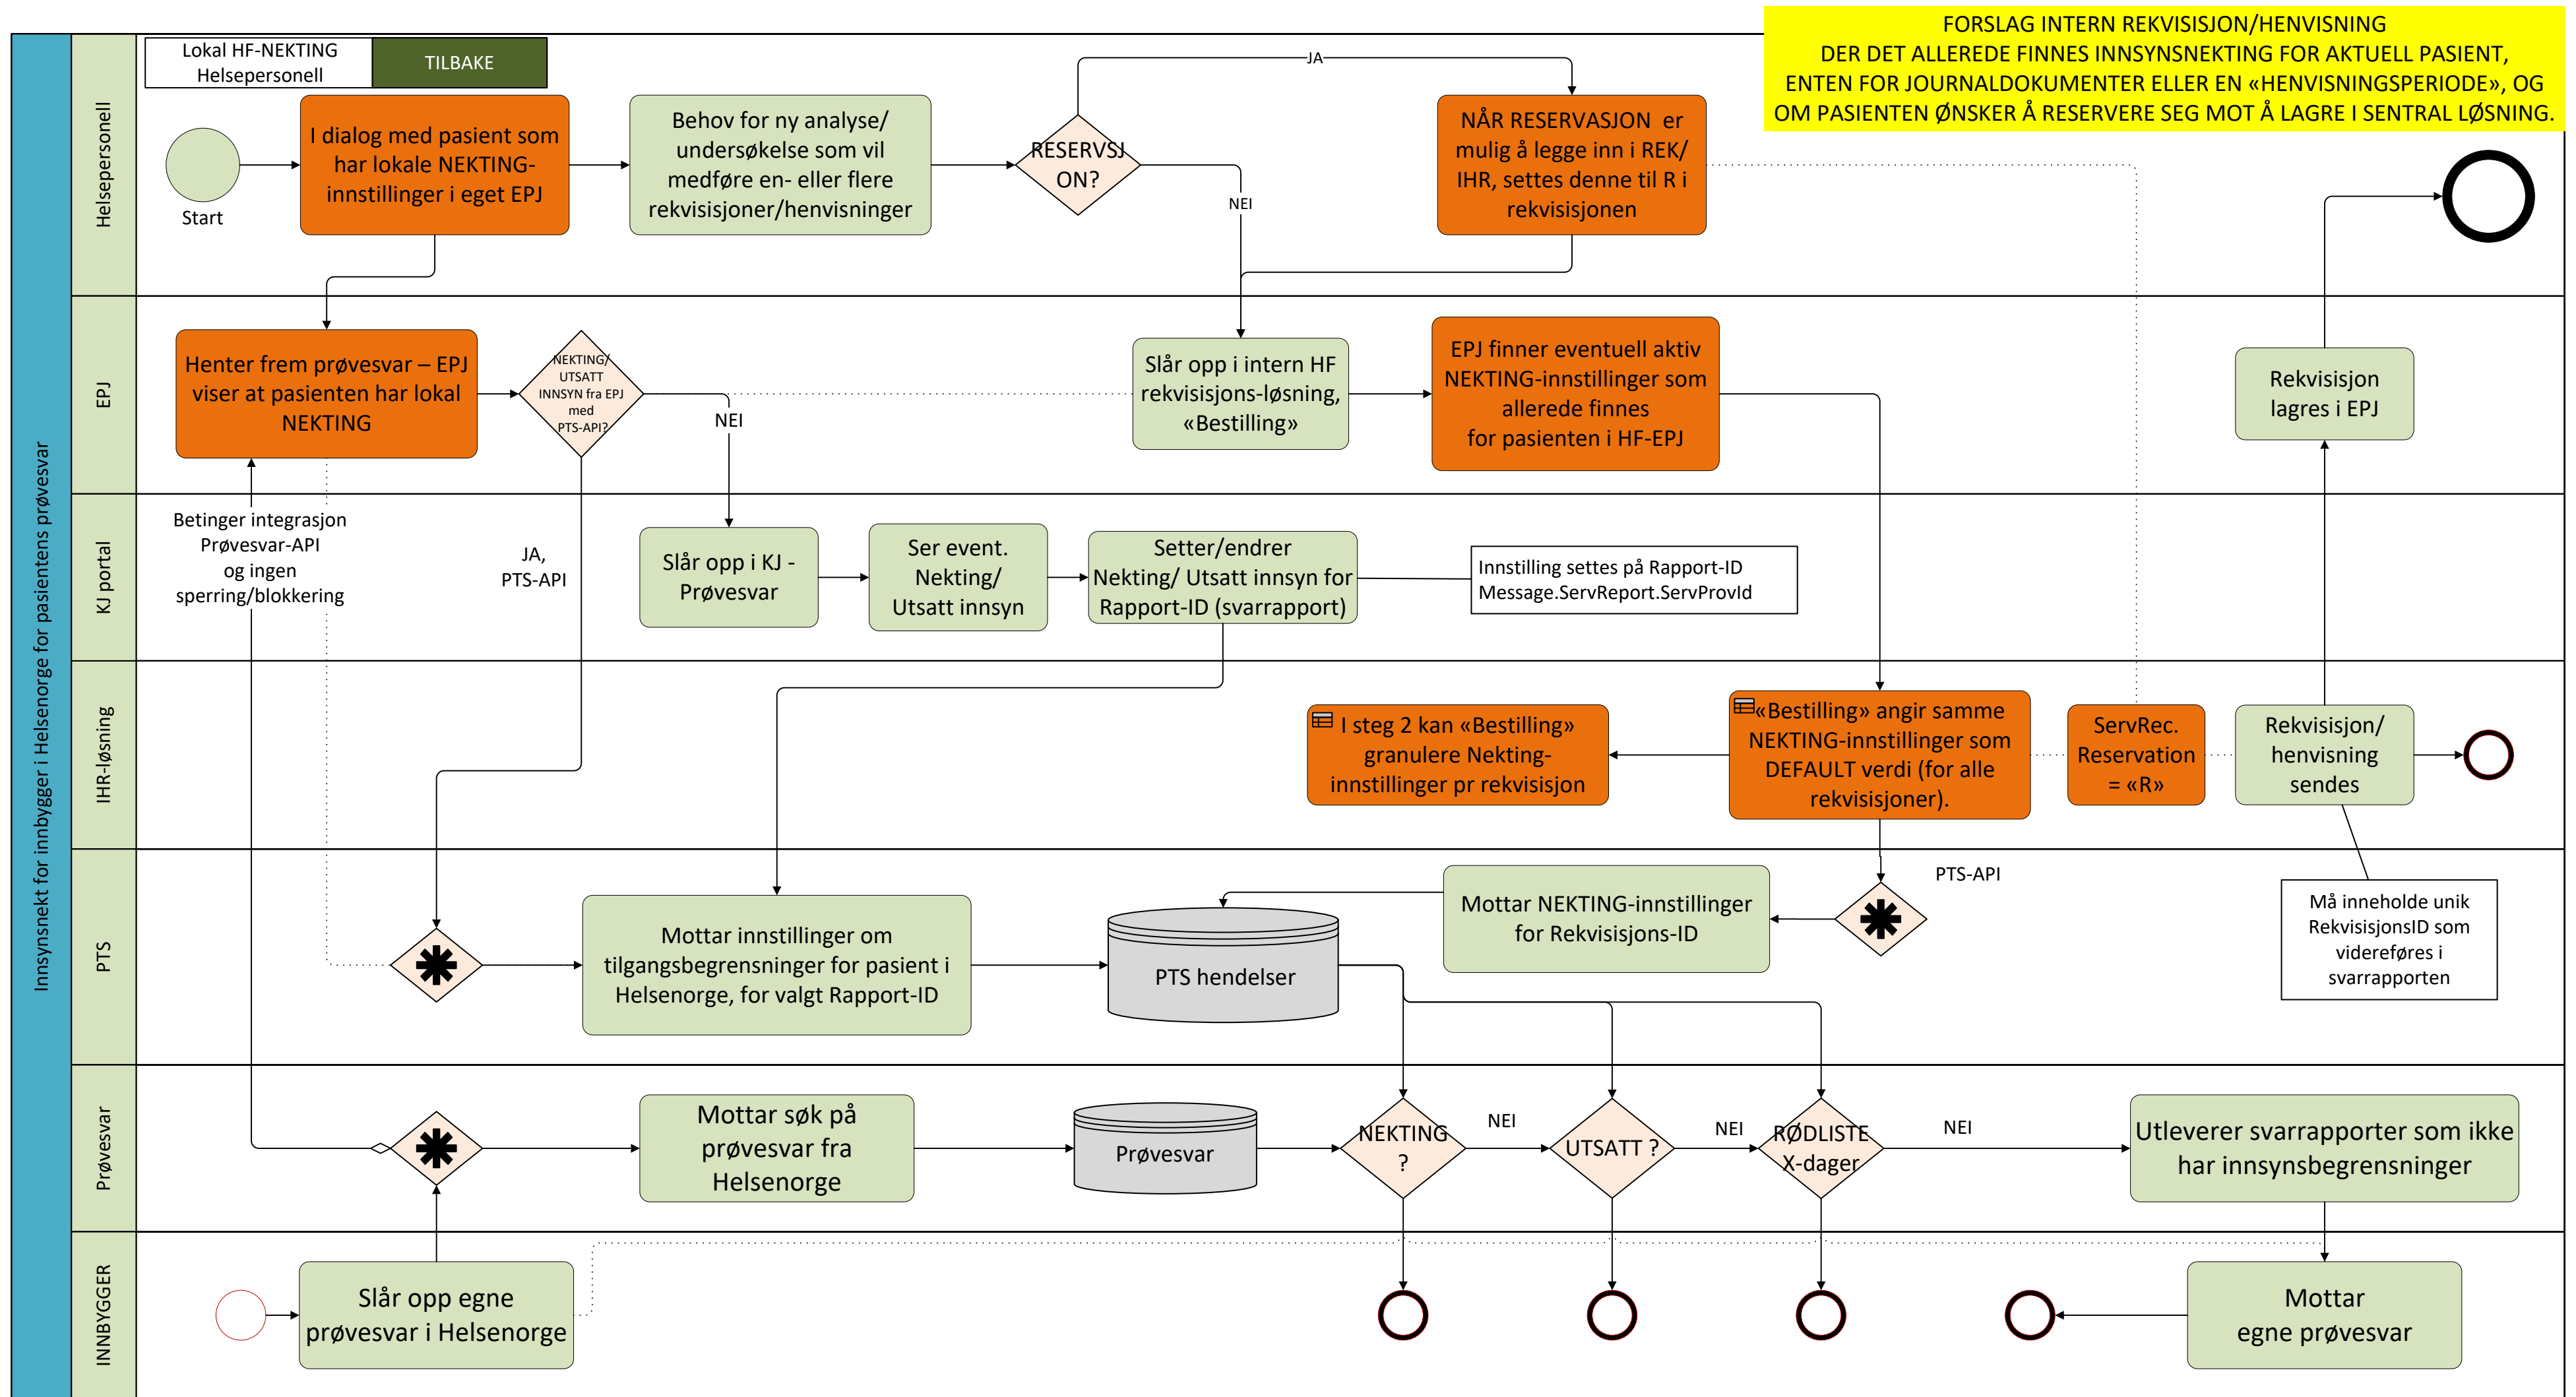 FORSLAG INTERN REKVISISJON/HENVISNING
DER DET ALLEREDE FINNES INNSYNSNEKTING FOR AKTUELL PASIENT,
ENTEN FOR JOURNALDOKUMENTER ELLER EN «HENVISNINGSPERIODE», OG
OM PASIENTEN ØNSKER Å RESERVERE SEG MOT Å LAGRE I SENTRAL LØSNING.
Innsynsnekt for innbygger i Helsenorge for pasientens prøvesvar
Helsepersonell
Lokal HF-NEKTING
Helsepersonell
TILBAKE
Start
I dialog med pasient som
har lokale NEKTING-
innstillinger i eget EPJ
Behov for ny analyse/
undersøkelse som vil
medføre en- eller flere
rekvisisjoner/henvisninger
RESERVSJ
ON?
JA
NEI
NÅR RESERVASJON er
mulig å legge inn i REK/
IHR, settes denne til R i
rekvisisjonen
EPJ
Henter frem prøvesvar – EPJ
viser at pasienten har lokal
NEKTING
NEKTING/
UTSATT
INNSYN fra EPJ
med
PTS-API?
NEI
Slår opp i intern HF
rekvisisjons-løsning,
«Bestilling»
EPJ finner eventuell aktiv
NEKTING-innstillinger som
allerede finnes
for pasienten i HF-EPJ
Rekvisisjon
lagres i EPJ
KJ portal
Betinger integrasjon
Prøvesvar-API
og ingen
sperring/blokkering
JA,
PTS-API
Slår opp i KJ -
Prøvesvar
Ser event.
Nekting/
Utsatt innsyn
Setter/endrer
Nekting/ Utsatt innsyn for
Rapport-ID (svarrapport)
Innstilling settes på Rapport-ID
Message.ServReport.ServProvId
IHR-løsning
I steg 2 kan «Bestilling»
granulere Nekting-
innstillinger pr rekvisisjon
«Bestilling» angir samme
NEKTING-innstillinger som
DEFAULT verdi (for alle
rekvisisjoner).
ServRec.
Reservation
= «R»
Rekvisisjon/
henvisning
sendes
PTS
Mottar innstillinger om
tilgangsbegrensninger for pasient i
Helsenorge, for valgt Rapport-ID
PTS hendelser
Mottar NEKTING-innstillinger
for Rekvisisjons-ID
PTS-API
Må inneholde unik
RekvisisjonsID som
videreføres i
svarrapporten
Prøvesvar
Mottar søk på
prøvesvar fra
Helsenorge
Prøvesvar
NEKTING
?
NEI
UTSATT ?
NEI
RØDLISTE
X-dager
NEI
Utleverer svarrapporter som ikke
har innsynsbegrensninger
INNBYGGER
Slår opp egne
prøvesvar i Helsenorge
Mottar
egne prøvesvar